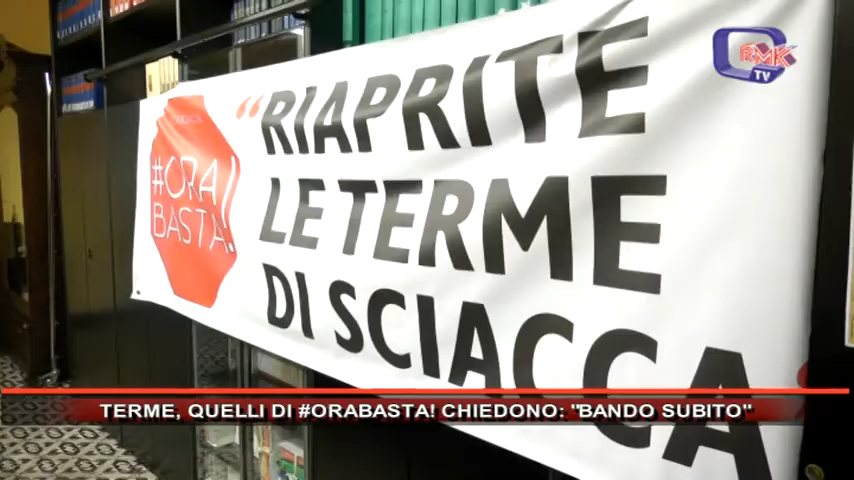 RMK
TV
#ORA
BASTA!
"RIAPRITE
LE TERME
DI SCIACCA
TERME, QUELLI DI #ORABASTA! CHIEDONO: "BANDO SUBITO"